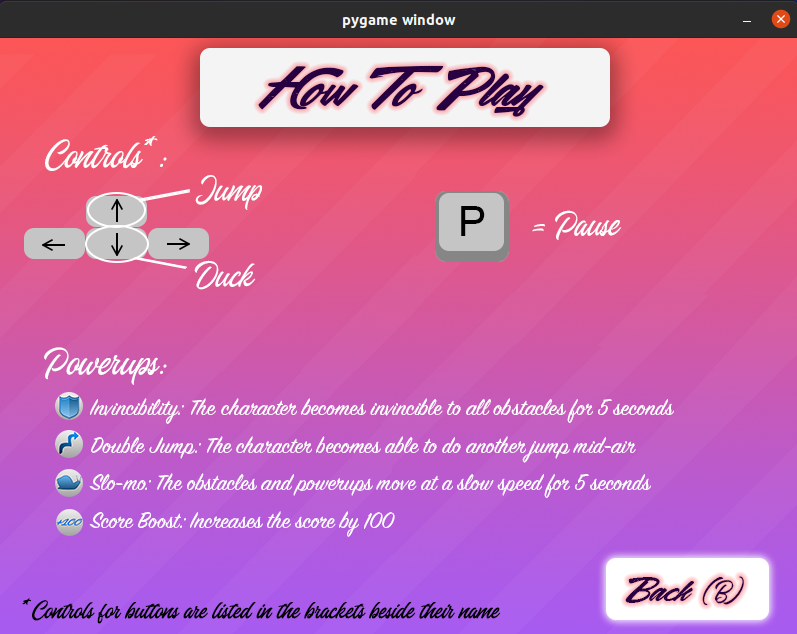 pygame window
How To Play
Controls*:
Jump
Duck
P
= Pause
Powerups:
Invincibility: The character becomes invincible to all obstacles for 5 seconds
Double Jump: The character becomes able to do another jump mid-air
Slo-mo: The obstacles and powerups move at a slow speed for 5 seconds
+100
Score Boost: Increases the score by 100
Back (B)
*Controls for buttons are listed in the brackets beside their name